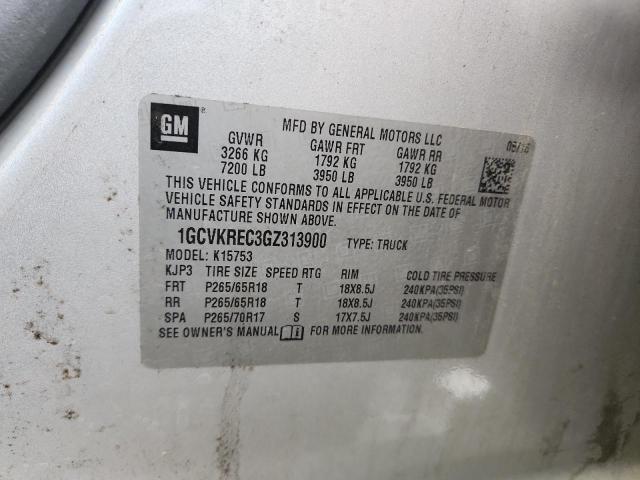 GM ®
MFD BY GENERAL MOTORS LLC
06/16
GVWR GAWR FRT GAWR RR
3266 KG 1792 KG 1792 KG
7200 LB 3950 LB 3950 LB
THIS VEHICLE CONFORMS TO ALL APPLICABLE U.S. FEDERAL MOTOR
VEHICLE SAFETY STANDARDS IN EFFECT ON THE DATE OF
MANUFACTURE SHOWN ABOVE.
1GCVKREC3GZ313900 TYPE: TRUCK
MODEL: K15753
KJP3 TIRE SIZE SPEED RTG RIM COLD TIRE PRESSURE
FRT P265/65R18 T 18X8.5J 240KPA(35PSI)
RR P265/65R18 T 18X8.5J 240KPA(35PSI)
SPA P265/70R17 S 17X7.5J 240KPA(35PSI)
SEE OWNER'S MANUAL FOR MORE INFORMATION.